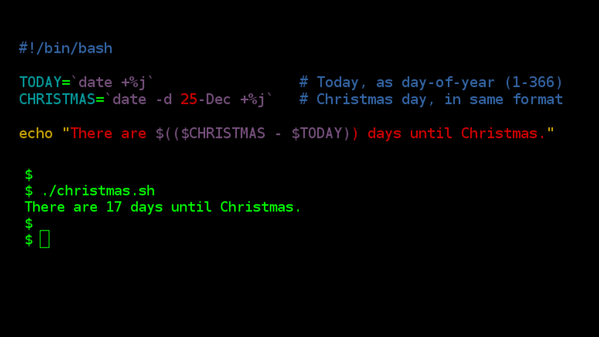 #!/bin/bash
TODAY=`date +%j` # Today, as day-of-year (1-366)
CHRISTMAS=`date -d 25-Dec +%j` # Christmas day, in same format
echo "There are $(($CHRISTMAS - $TODAY)) days until Christmas."
$
$ ./christmas.sh
There are 17 days until Christmas.
$
$